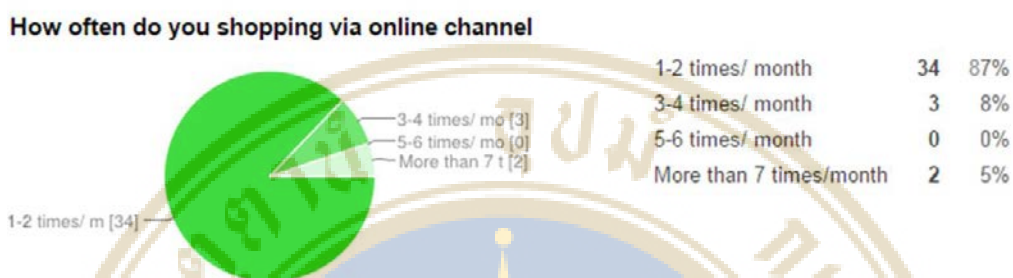 How often do you shopping via online channel
1-2 times/ month 34 87%
3-4 times/ month 3 8%
5-6 times/ month 0 0%
More than 7 times/month 2 5%
3-4 times/ mo [3]
5-6 times/ mo [0]
More than 7 t [2]
1-2 times/ m [34]